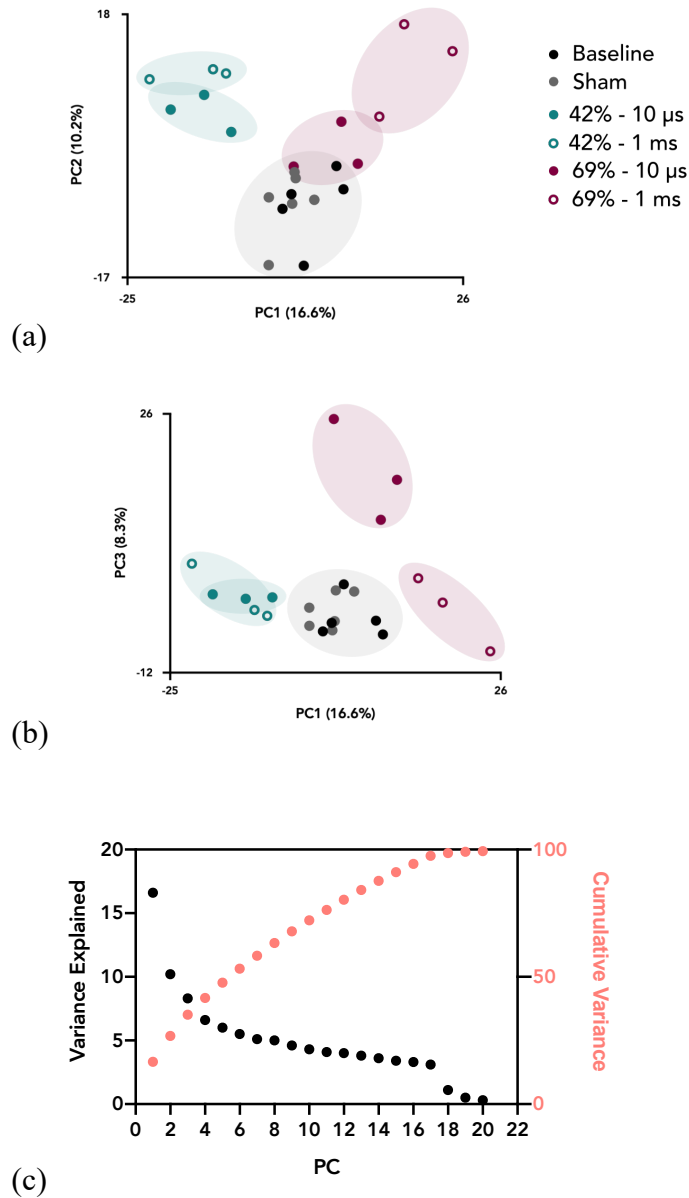 18
PC2 (10.2%)
-17
-25
26
PC1 (16.6%)
Baseline
Sham
42% - 10 µs
42% - 1 ms
69% - 10 µs
69% - 1 ms
(a)
26
PC3 (8.3%)
-12
-25
26
PC1 (16.6%)
(b)
20
15
10
5
0
Variance Explained
100
50
0
Cumulative Variance
0 2 4 6 8 10 12 14 16 18 20 22
PC
(c)